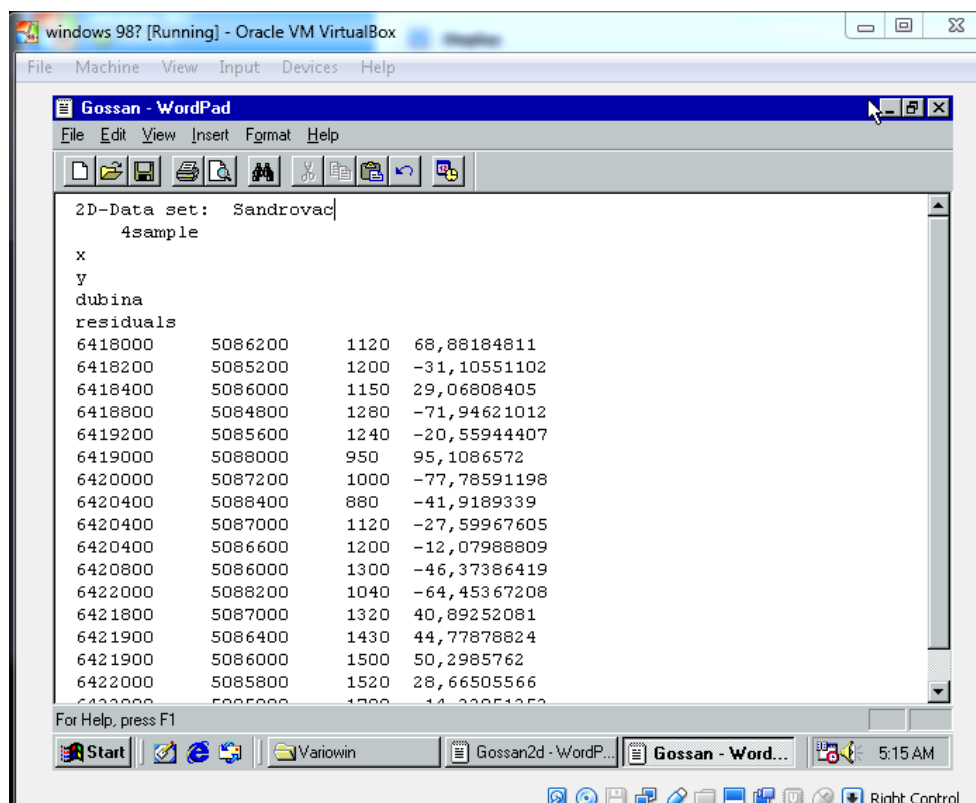 windows 98? [Running] - Oracle VM VirtualBox
File Machine View Input Devices Help
Gossan - WordPad
File Edit View Insert Format Help
2D-Data set: Sandrovac
4sample
x
y
dubina
residuals
6418000 5086200 1120 68,88184811
6418200 5085200 1200 -31,10551102
6418400 5086000 1150 29,06808405
6418800 5084800 1280 -71,94621012
6419200 5085600 1240 -20,55944407
6419000 5088000 950 95,1086572
6420000 5087200 1000 -77,78591198
6420400 5088400 880 -41,9189339
6420400 5087000 1120 -27,59967605
6420400 5086600 1200 -12,07988809
6420800 5086000 1300 -46,37386419
6422000 5088200 1040 -64,45367208
6421800 5087000 1320 40,89252081
6421900 5086400 1430 44,77878824
6421900 5086000 1500 50,2985762
6422000 5085800 1520 28,66505566
For Help, press F1
Start Variowin Gossan2d - WordP... Gossan - Word... 5:15 AM
Right Control